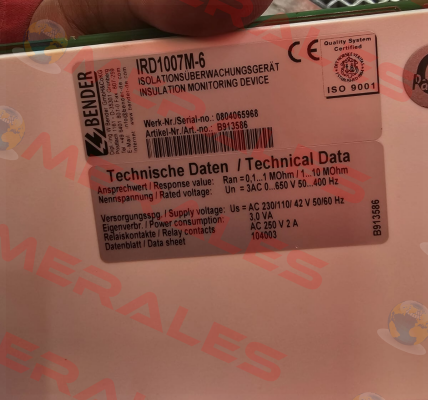 BENDER
IRD1007M-6
ISOLATIONSÜBERWACHUNGSGERÄT
INSULATION MONITORING DEVICE
Werk-Nr./Serial-no.: 0804065968
Artikel-Nr./Art.-no.: B913586
Quality System
Certified
ISO 9001
Technische Daten / Technical Data
Ansprechwert / Response value: Ran = 0,1...1 MOhm / 1...10 MOhm
Nennspannung / Rated voltage: Un = 3AC 0...650 V 50...400 Hz
Versorgungsspg. / Supply voltage: Us = AC 230/110/ 42 V 50/60 Hz
Eigenverbr. / Power consumption: 3,0 VA
Relaiskontakte / Relay contacts AC 250 V 2 A
Datenblatt / Data sheet 104003
B913586
MERALES
MERALES
MERALES